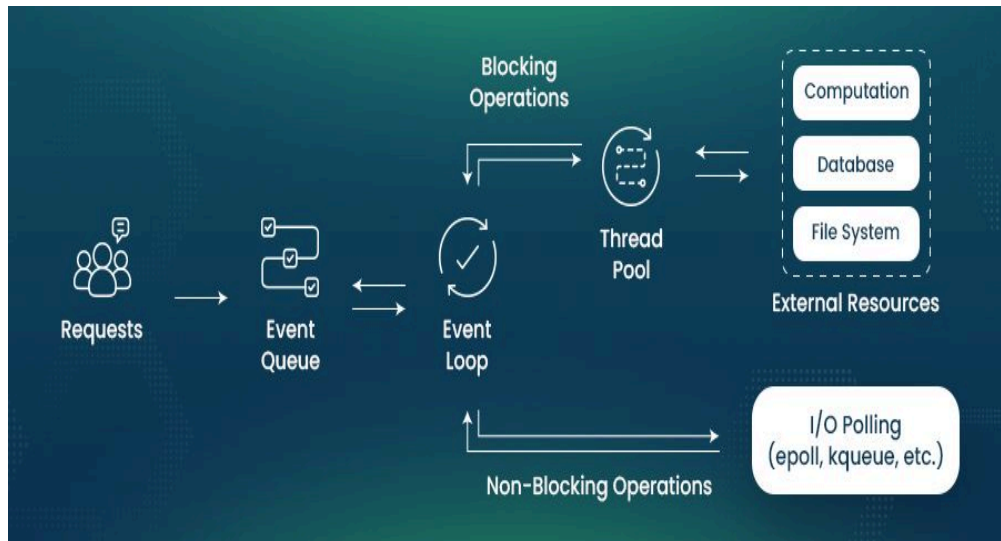 Blocking
Operations
Computation
Database
File System
External Resources
Thread
Pool
Requests
Event
Queue
Event
Loop
I/O Polling
(epoll, kqueue, etc.)
Non-Blocking Operations